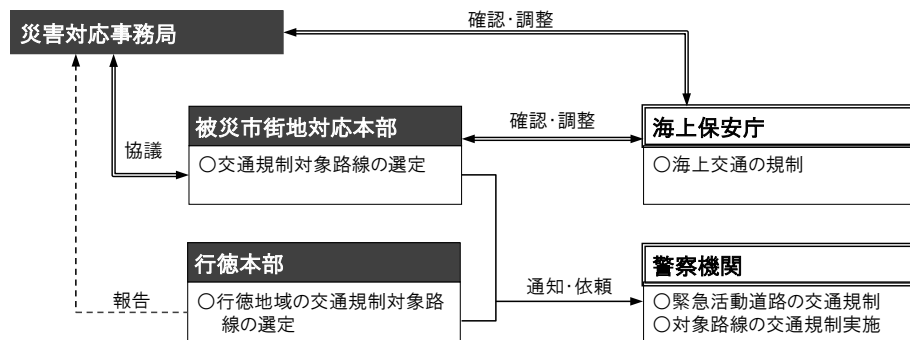 災害対応事務局
確認・調整
被災市街地対応本部
○交通規制対象路線の選定
確認・調整
海上保安庁
○海上交通の規制
協議
行徳本部
○行徳地域の交通規制対象路
線の選定
報告
通知・依頼
警察機関
○緊急活動道路の交通規制
○対象路線の交通規制実施